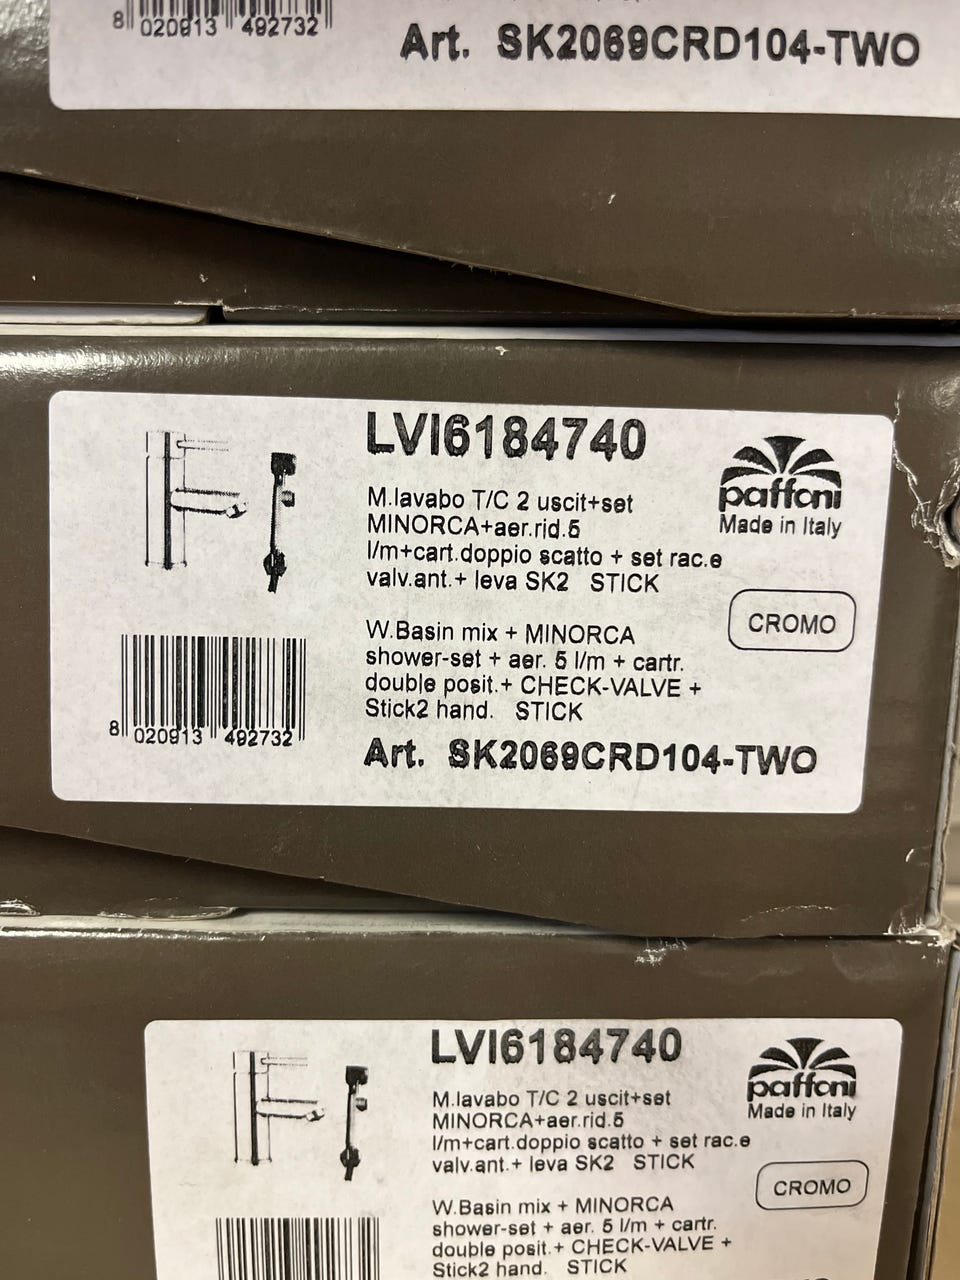 8 020913 492732
Art. SK2069CRD104-TWO
LVI6184740
M.lavabo T/C 2 uscit+set
MINORCA+aer.rid.5
l/m+cart.doppio scatto + set rac.e
valv.ant.+ leva SK2 STICK
paffoni
Made in Italy
CROMO
W.Basin mix + MINORCA
shower-set + aer. 5 l/m + cartr.
double posit.+ CHECK-VALVE +
Stick2 hand. STICK
8 020913 492732
Art. SK2069CRD104-TWO
LVI6184740
M.lavabo T/C 2 uscit+set
MINORCA+aer.rid.5
l/m+cart.doppio scatto + set rac.e
valv.ant.+ leva SK2 STICK
paffoni
Made in Italy
CROMO
W.Basin mix + MINORCA
shower-set + aer. 5 l/m + cartr.
double posit.+ CHECK-VALVE +
Stick2 hand. STICK